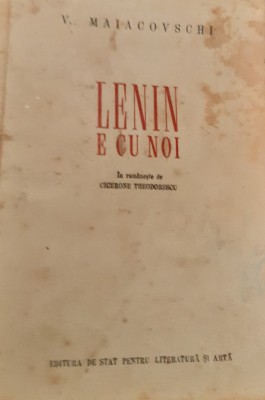 V. MAIACOVSCHI
LENIN
E CU NOI
În românește de
CICERONE THEODORESCU
EDITURA DE STAT PENTRU LITERATURĂ ȘI ARTĂ